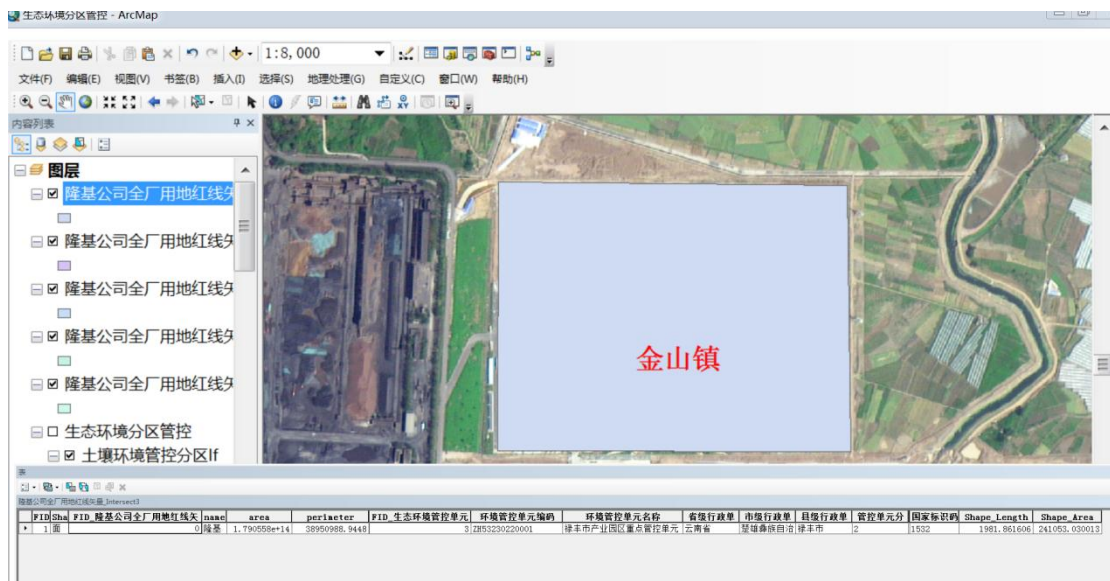 生态环境分区管控 - ArcMap
1:8,000
文件(F) 编辑(E) 视图(V) 书签(B) 插入(I) 选择(S) 地理处理(G) 自定义(C) 窗口(W) 帮助(H)
内容列表
图层
隆基公司全厂用地红线矢
隆基公司全厂用地红线矢
隆基公司全厂用地红线矢
隆基公司全厂用地红线矢
隆基公司全厂用地红线矢
生态环境分区管控
土壤环境管控分区lf
金山镇
表
隆基公司全厂用地红线矢量_Intersect3
FID Sha FID_隆基公司全厂用地红线矢 name area perimeter FID_生态环境管控单元 环境管控单元编码 环境管控单元名称 省级行政单 市级行政单 县级行政单 管控单元分 国家标识码 Shape_Length Shape_Area
1 面 0 隆基 1.790558e+14 38950988.9448 3 ZH53230220001 禄丰市产业园区重点管控单元 云南省 楚雄彝族自治 禄丰市 2 1532 1981.861606 241053.030013